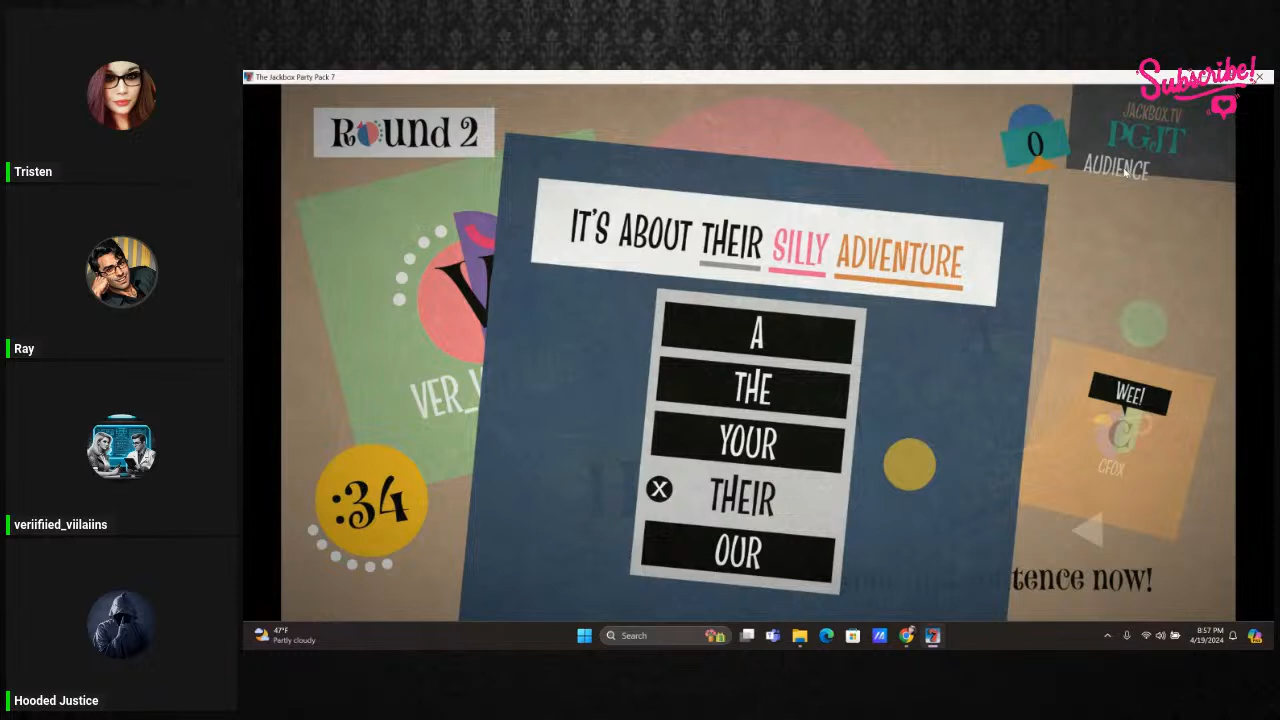 The Jackbox Party Pack 7
Subscribe!
Round 2
0
JACKBOX.TV
PGJT
AUDIENCE
IT'S ABOUT THEIR SILLY ADVENTURE
A
THE
YOUR
X THEIR
OUR
VER_
:34
WEE!
C
CFOX
tence now!
Tristen
Ray
veriifiied_viilaiins
Hooded Justice
47°F
Partly cloudy
Search
8:57 PM
4/19/2024